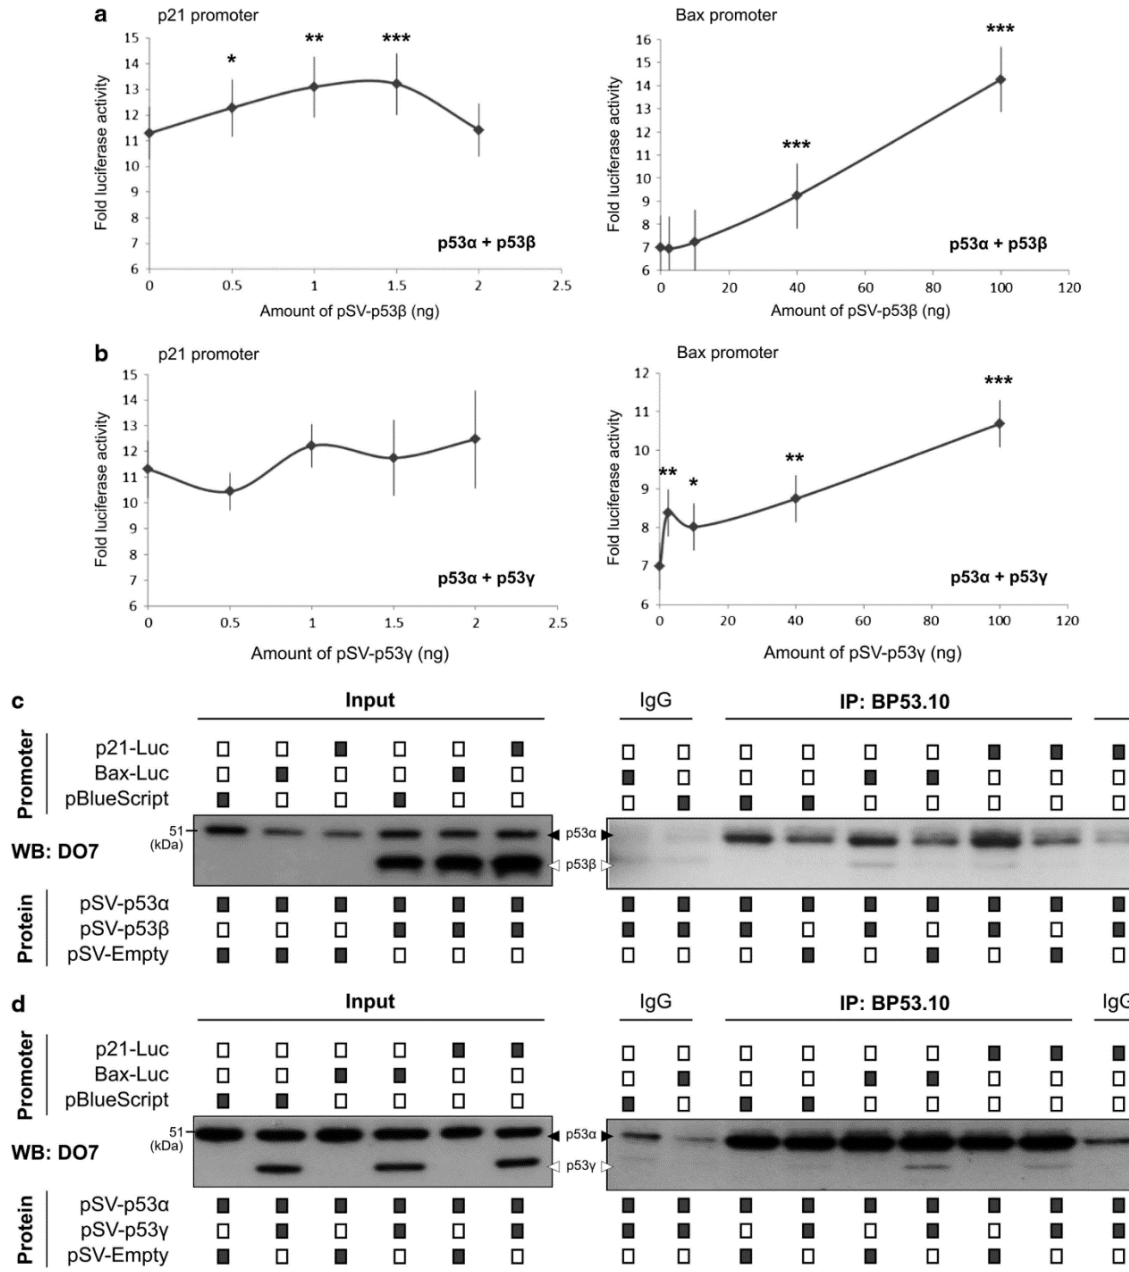 a
p21 promoter
Fold luciferase activity
15
14
13
12
11
10
9
8
7
6
* ** ***
p53α + p53β
0 0.5 1 1.5 2 2.5
Amount of pSV-p53β (ng)
Bax promoter
Fold luciferase activity
16
15
14
13
12
11
10
9
8
7
6
*** ***
p53α + p53β
0 20 40 60 80 100 120
Amount of pSV-p53β (ng)
b
p21 promoter
Fold luciferase activity
15
14
13
12
11
10
9
8
7
6
p53α + p53γ
0 0.5 1 1.5 2 2.5
Amount of pSV-p53γ (ng)
Bax promoter
Fold luciferase activity
12
11
10
9
8
7
6
** * ** ***
p53α + p53γ
0 20 40 60 80 100 120
Amount of pSV-p53γ (ng)
c
Input IgG IP: BP53.10
Promoter
p21-Luc
Bax-Luc
pBlueScript
51
(kDa)
WB: DO7
p53α
p53β
Protein
pSV-p53α
pSV-p53β
pSV-Empty
d
Input IgG IP: BP53.10 IgG
Promoter
p21-Luc
Bax-Luc
pBlueScript
51
(kDa)
WB: DO7
p53α
p53γ
Protein
pSV-p53α
pSV-p53γ
pSV-Empty